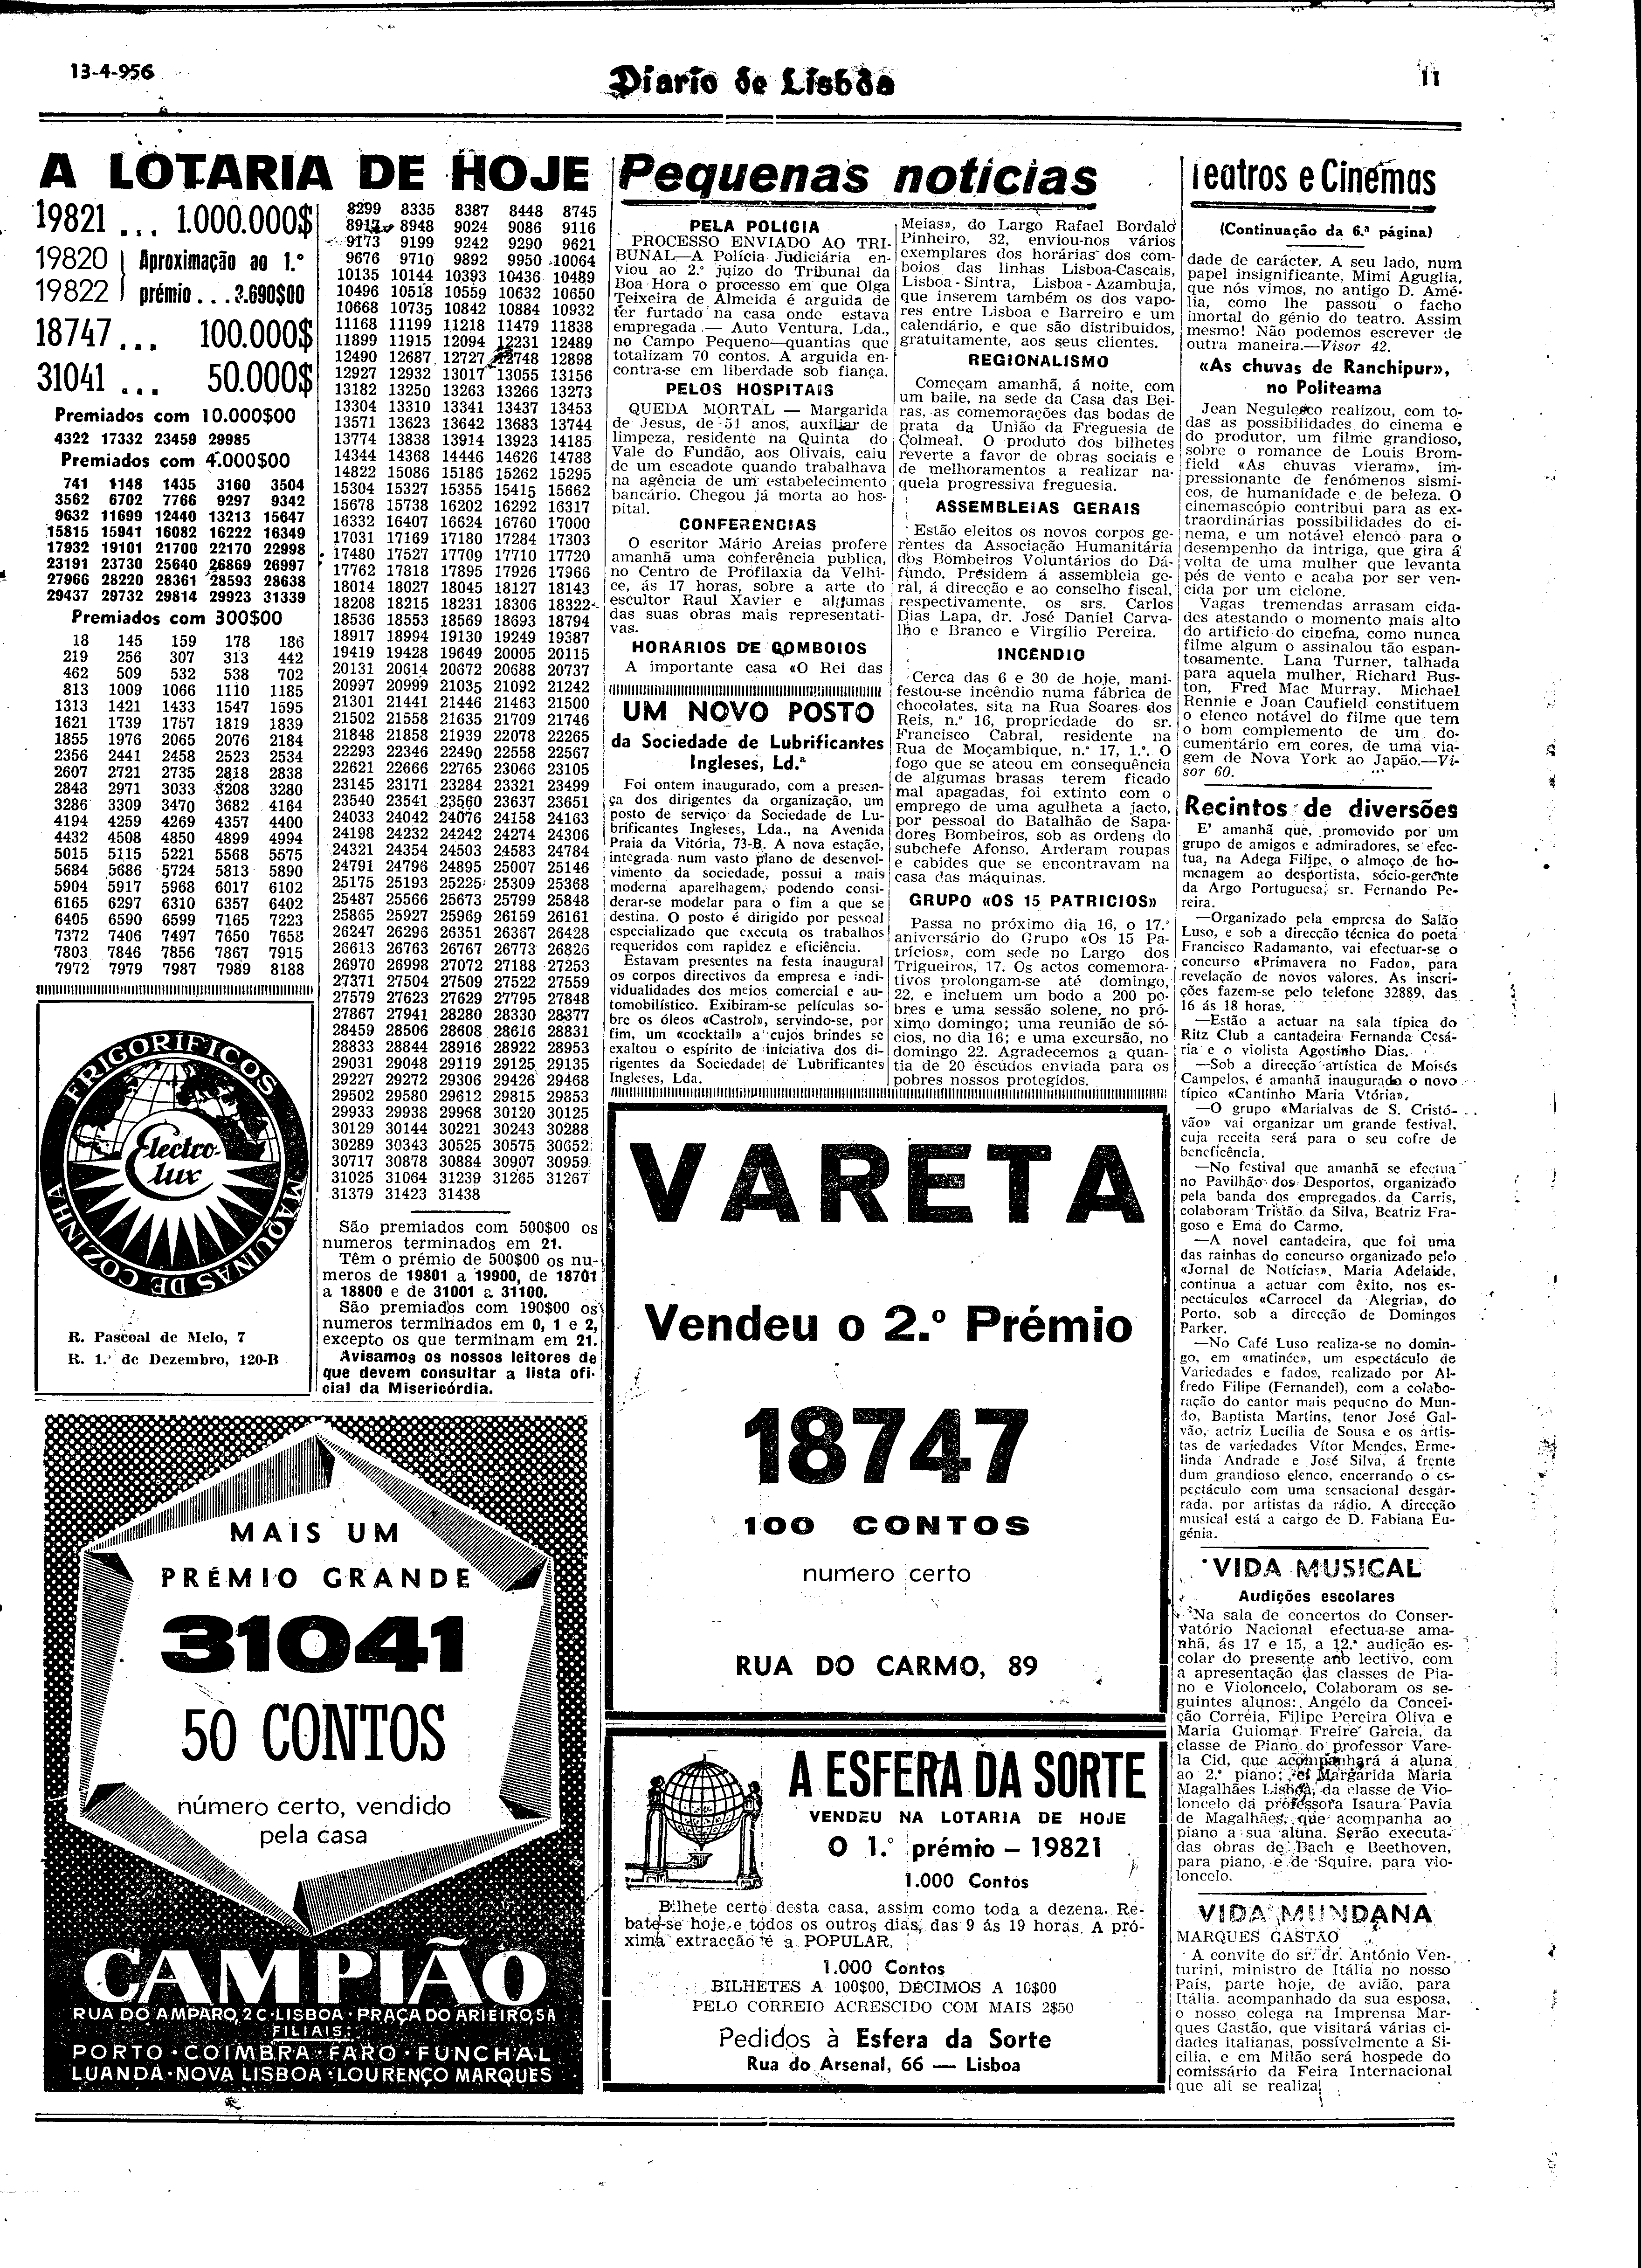 13-4-956
Diario de Lisboa
11
A LOTARIA DE HOJE
19821 ... 1.000.000$
19820
19822
Aproximação ao 1.º
prémio ... 3.690$00
18747 ... 100.000$
31041 ... 50.000$
Premiados com 10.000$00
4322 17332 23459 29985
Premiados com 4.000$00
741 1148 1435 3160 3504
3562 6702 7766 9297 9342
9632 11699 12440 13213 15647
15815 15941 16082 16222 16349
17932 19101 21700 22170 22998
23191 23730 25640 26869 26997
27966 28220 28361 28593 28638
29437 29732 29814 29923 31339
Premiados com 300$00
18 145 159 178 186
219 256 307 313 442
462 509 532 538 702
813 1009 1066 1110 1185
1313 1421 1433 1547 1595
1621 1739 1757 1819 1839
1855 1976 2065 2076 2184
2356 2441 2458 2523 2534
2607 2721 2735 2818 2838
2843 2971 3033 3208 3280
3286 3309 3470 3682 4164
4194 4259 4269 4357 4400
4432 4508 4850 4899 4994
5015 5115 5221 5568 5575
5684 5686 5724 5813 5890
5904 5917 5968 6017 6102
6165 6297 6310 6357 6402
6405 6590 6599 7165 7223
7372 7406 7497 7650 7658
7803 7846 7856 7867 7915
7972 7979 7987 7989 8188
8299 8335 8387 8448 8745
8917 8948 9024 9086 9116
9173 9199 9242 9290 9621
9676 9710 9892 9950 10064
10135 10144 10393 10436 10489
10496 10518 10559 10632 10650
10668 10735 10842 10884 10932
11168 11199 11218 11479 11838
11899 11915 12094 12231 12489
12490 12687 12727 12748 12898
12927 12932 13017 13055 13156
13182 13250 13263 13266 13273
13304 13310 13341 13437 13453
13571 13623 13642 13683 13744
13774 13838 13914 13923 14185
14344 14368 14446 14626 14788
14822 15086 15186 15262 15295
15304 15327 15355 15415 15662
15678 15738 16202 16292 16317
16332 16407 16624 16760 17000
17031 17169 17180 17284 17303
17480 17527 17709 17710 17720
17762 17818 17895 17926 17966
18014 18027 18045 18127 18143
18208 18215 18231 18306 18322
18536 18553 18569 18693 18794
18917 18994 19130 19249 19387
19419 19428 19649 20005 20115
20131 20614 20672 20688 20737
20997 20999 21035 21092 21242
21301 21441 21446 21463 21500
21502 21558 21635 21709 21746
21848 21858 21939 22078 22265
22293 22346 22490 22558 22567
22621 22666 22765 23066 23105
23145 23171 23284 23321 23499
23540 23541 23560 23637 23651
24033 24042 24076 24158 24163
24198 24232 24242 24274 24306
24321 24354 24503 24583 24784
24791 24796 24895 25007 25146
25175 25193 25225 25309 25368
25487 25566 25673 25799 25848
25865 25927 25969 26159 26161
26247 26296 26351 26367 26428
26613 26763 26767 26773 26826
26970 26998 27072 27188 27253
27371 27504 27509 27522 27559
27579 27623 27629 27795 27848
27867 27941 28280 28330 28377
28459 28506 28608 28616 28831
28833 28844 28916 28922 28953
29031 29048 29119 29125 29135
29227 29272 29306 29426 29468
29502 29580 29612 29815 29853
29933 29938 29968 30120 30125
30129 30144 30221 30243 30288
30289 30343 30525 30575 30652
30717 30878 30884 30907 30959
31025 31064 31239 31265 31267
31379 31423 31438
São premiados com 500$00 os
numeros terminados em 21.
Têm o prémio de 500$00 os nu-
meros de 19801 a 19900, de 18701
a 18800 e de 31001 a 31100.
São premiados com 190$00 os
numeros terminados em 0, 1 e 2,
excepto os que terminam em 21.
Avisamos os nossos leitores de
que devem consultar a lista ofi-
cial da Misericórdia.
FRIGORÍFICOS
Electro-
lux
MAQUINAS DE COZINHA
R. Pascoal de Melo, 7
R. 1.º de Dezembro, 120-B
MAIS UM
PRÉMIO GRANDE
31041
50 CONTOS
número certo, vendido
pela casa
CAMPIÃO
RUA DO AMPARO, 2 C · LISBOA · PRAÇA DO ARIEIRO, 5A
FILIAIS:
PORTO · COIMBRA · FARO · FUNCHAL
LUANDA · NOVA LISBOA · LOURENÇO MARQUES
Pequenas noticias
PELA POLICIA
PROCESSO ENVIADO AO TRI-
BUNAL—A Polícia Judiciária en-
viou ao 2.º juizo do Tribunal da
Boa Hora o processo em que Olga
Teixeira de Almeida é arguida de
ter furtado na casa onde estava
empregada — Auto Ventura, Lda.,
no Campo Pequeno—quantias que
totalizam 70 contos. A arguida en-
contra-se em liberdade sob fiança.
PELOS HOSPITAIS
QUEDA MORTAL — Margarida
de Jesus, de 54 anos, auxiliar de
limpeza, residente na Quinta do
Vale do Fundão, aos Olivais, caiu
de um escadote quando trabalhava
na agência de um estabelecimento
bancário. Chegou já morta ao hos-
pital.
CONFERENCIAS
O escritor Mário Areias profere
amanhã uma conferência publica,
no Centro de Profilaxia da Velhi-
ce, ás 17 horas, sobre a arte do
escultor Raul Xavier e algumas
das suas obras mais representati-
vas.
HORARIOS DE COMBOIOS
A importante casa «O Rei das
UM NOVO POSTO
da Sociedade de Lubrificantes
Ingleses, Ld.ª
Foi ontem inaugurado, com a presen-
ça dos dirigentes da organização, um
posto de serviço da Sociedade de Lu-
brificantes Ingleses, Lda., na Avenida
Praia da Vitória, 73-B. A nova estação,
integrada num vasto plano de desenvol-
vimento da sociedade, possui a mais
moderna aparelhagem, podendo consi-
derar-se modelar para o fim a que se
destina. O posto é dirigido por pessoal
especializado que executa os trabalhos
requeridos com rapidez e eficiência.
Estavam presentes na festa inaugural
os corpos directivos da empresa e indi-
vidualidades dos meios comercial e au-
tomobilístico. Exibiram-se películas so-
bre os óleos «Castrol», servindo-se, por
fim, um «cocktail» a cujos brindes se
exaltou o espírito de iniciativa dos di-
rigentes da Sociedade de Lubrificantes
Ingleses, Lda.
Meias», do Largo Rafael Bordalo
Pinheiro, 32, enviou-nos vários
exemplares dos horárias dos com-
boios das linhas Lisboa-Cascais,
Lisboa - Sintra, Lisboa - Azambuja,
que inserem também os dos vapo-
res entre Lisboa e Barreiro e um
calendário, e que são distribuidos,
gratuitamente, aos seus clientes.
REGIONALISMO
Começam amanhã, á noite, com
um baile, na sede da Casa das Bei-
ras, as comemorações das bodas de
prata da União da Freguesia de
Colmeal. O produto dos bilhetes
reverte a favor de obras sociais e
de melhoramentos a realizar na-
quela progressiva freguesia.
ASSEMBLEIAS GERAIS
Estão eleitos os novos corpos ge-
rentes da Associação Humanitária
dos Bombeiros Voluntários do Dá-
fundo. Presidem á assembleia ge-
ral, á direcção e ao conselho fiscal,
respectivamente, os srs. Carlos
Dias Lapa, dr. José Daniel Carva-
lho e Branco e Virgílio Pereira.
INCENDIO
Cerca das 6 e 30 de hoje, mani-
festou-se incêndio numa fábrica de
chocolates, sita na Rua Soares dos
Reis, n.º 16, propriedade do sr.
Francisco Cabral, residente na
Rua de Moçambique, n.º 17, 1.º. O
fogo que se ateou em consequência
de algumas brasas terem ficado
mal apagadas, foi extinto com o
emprego de uma agulheta a jacto,
por pessoal do Batalhão de Sapa-
dores Bombeiros, sob as ordens do
subchefe Afonso. Arderam roupas
e cabides que se encontravam na
casa das máquinas.
GRUPO «OS 15 PATRICIOS»
Passa no próximo dia 16, o 17.º
aniversário do Grupo «Os 15 Pa-
trícios», com sede no Largo dos
Trigueiros, 17. Os actos comemora-
tivos prolongam-se até domingo,
22, e incluem um bodo a 200 po-
bres e uma sessão solene, no pró-
ximo domingo; uma reunião de só-
cios, no dia 16; e uma excursão, no
domingo 22. Agradecemos a quan-
tia de 20 escudos enviada para os
pobres nossos protegidos.
VARETA
Vendeu o 2.º Prémio
18747
100 CONTOS
numero certo
RUA DO CARMO, 89
A ESFERA DA SORTE
VENDEU NA LOTARIA DE HOJE
O 1.º prémio — 19821
1.000 Contos
Bilhete certo desta casa, assim como toda a dezena. Re-
bate-se hoje e todos os outros dias, das 9 ás 19 horas. A pró-
xima extracção é a POPULAR.
1.000 Contos
BILHETES A 100$00, DÉCIMOS A 10$00
PELO CORREIO ACRESCIDO COM MAIS 2$50
Pedidos à Esfera da Sorte
Rua do Arsenal, 66 — Lisboa
Teatros e Cinemas
(Continuação da 6.ª página)
dade de carácter. A seu lado, num
papel insignificante, Mimi Aguglia,
que nós vimos, no antigo D. Amé-
lia, como lhe passou o facho
imortal do génio do teatro. Assim
mesmo! Não podemos escrever de
outra maneira.—Visor 42.
«As chuvas de Ranchipur»,
no Politeama
Jean Negulesco realizou, com to-
das as possibilidades do cinema e
do produtor, um filme grandioso,
sobre o romance de Louis Brom-
field «As chuvas vieram», im-
pressionante de fenómenos sismi-
cos, de humanidade e de beleza. O
cinemascópio contribui para as ex-
traordinárias possibilidades do ci-
nema, e um notável elenco para o
desempenho da intriga, que gira á
volta de uma mulher que levanta
pés de vento e acaba por ser ven-
cida por um ciclone.
Vagas tremendas arrasam cida-
des atestando o momento mais alto
do artificio do cinema, como nunca
filme algum o assinalou tão espan-
tosamente. Lana Turner, talhada
para aquela mulher, Richard Bus-
ton, Fred Mac Murray, Michael
Rennie e Joan Caufield constituem
o elenco notável do filme que tem
o bom complemento de um do-
cumentário em cores, de uma via-
gem de Nova York ao Japão.—Vi-
sor 60.
Recintos de diversões
E' amanhã que, promovido por um
grupo de amigos e admiradores, se efec-
tua, na Adega Filipe, o almoço de ho-
menagem ao desportista, sócio-gerente
da Argo Portuguesa, sr. Fernando Pe-
reira.
—Organizado pela empresa do Salão
Luso, e sob a direcção técnica do poeta
Francisco Radamanto, vai efectuar-se o
concurso «Primavera no Fado», para
revelação de novos valores. As inscri-
ções fazem-se pelo telefone 32889, das
16 ás 18 horas.
—Estão a actuar na sala típica do
Ritz Club a cantadeira Fernanda Cesá-
ria e o violista Agostinho Dias.
—Sob a direcção artística de Moisés
Campelos, é amanhã inaugurado o novo
típico «Cantinho Maria Vtória».
—O grupo «Marialvas de S. Cristó-
vão» vai organizar um grande festival,
cuja receita será para o seu cofre de
beneficência.
—No festival que amanhã se efectua
no Pavilhão dos Desportos, organizado
pela banda dos empregados da Carris,
colaboram Tristão da Silva, Beatriz Fra-
goso e Ema do Carmo.
—A novel cantadeira, que foi uma
das rainhas do concurso organizado pelo
«Jornal de Notícias», Maria Adelaide,
continua a actuar com êxito, nos es-
pectáculos «Carrocel da Alegria», do
Porto, sob a direcção de Domingos
Parker.
—No Café Luso realiza-se no domin-
go, em «matinée», um espectáculo de
Variedades e fados, realizado por Al-
fredo Filipe (Fernandel), com a colabo-
ração do cantor mais pequeno do Mun-
do, Baptista Martins, tenor José Gal-
vão, actriz Lucília de Sousa e os artis-
tas de variedades Vítor Mendes, Erme-
linda Andrade e José Silva, á frente
dum grandioso elenco, encerrando o es-
pectáculo com uma sensacional desgar-
rada, por artistas da rádio. A direcção
musical está a cargo de D. Fabiana Eu-
génia.
VIDA MUSICAL
Audições escolares
Na sala de concertos do Conser-
vatório Nacional efectua-se ama-
nhã, ás 17 e 15, a 12.ª audição es-
colar do presente ano lectivo, com
a apresentação das classes de Pia-
no e Violoncelo, Colaboram os se-
guintes alunos: Angélo da Concei-
ção Correia, Filipe Pereira Oliva e
Maria Guiomar Freire Garcia, da
classe de Piano do professor Vare-
la Cid, que acompanhará á aluna
ao 2.º piano; e Margarida Maria
Magalhães Lisboa, da classe de Vio-
loncelo da professora Isaura Pavia
de Magalhães, que acompanha ao
piano a sua aluna. Serão executa-
das obras de Bach e Beethoven,
para piano, e de Squire, para vio-
loncelo.
VIDA MUNDANA
MARQUES GASTÃO
A convite do sr. dr. António Ven-
turini, ministro de Itália no nosso
País, parte hoje, de avião, para
Itália, acompanhado da sua esposa,
o nosso colega na Imprensa Mar-
ques Gastão, que visitará várias ci-
dades italianas, possívelmente a Si-
cilia, e em Milão será hospede do
comissário da Feira Internacional
que ali se realiza